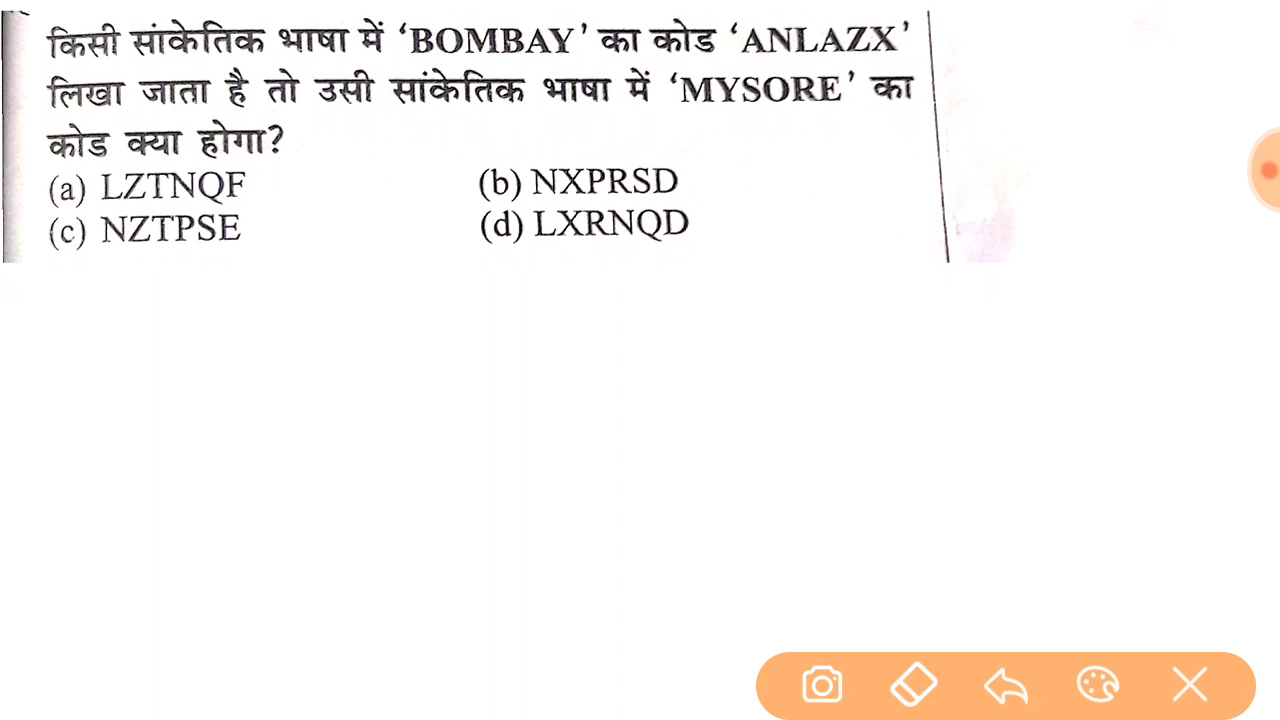 किसी सांकेतिक भाषा में ‘BOMBAY’ का कोड ‘ANLAZX’
लिखा जाता है तो उसी सांकेतिक भाषा में ‘MYSORE’ का
कोड क्या होगा?
(a) LZTNQF (b) NXPRSD
(c) NZTPSE (d) LXRNQD